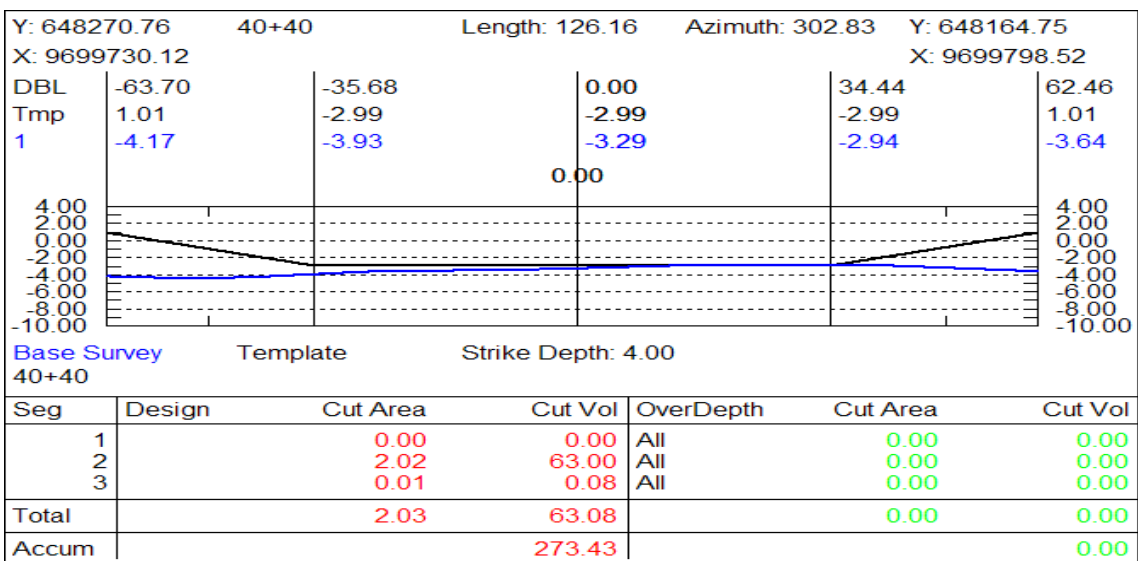 Y: 648270.76 40+40 Length: 126.16 Azimuth: 302.83 Y: 648164.75
X: 9699730.12 X: 9699798.52
DBL -63.70 -35.68 0.00 34.44 62.46
Tmp 1.01 -2.99 -2.99 -2.99 1.01
1 -4.17 -3.93 -3.29 -2.94 -3.64
0.00
4.00 4.00
2.00 2.00
0.00 0.00
-2.00 -2.00
-4.00 -4.00
-6.00 -6.00
-8.00 -8.00
-10.00 -10.00
Base Survey Template Strike Depth: 4.00
40+40
Seg Design Cut Area Cut Vol OverDepth Cut Area Cut Vol
1 0.00 0.00 All 0.00 0.00
2 2.02 63.00 All 0.00 0.00
3 0.01 0.08 All 0.00 0.00
Total 2.03 63.08 0.00 0.00
Accum 273.43 0.00